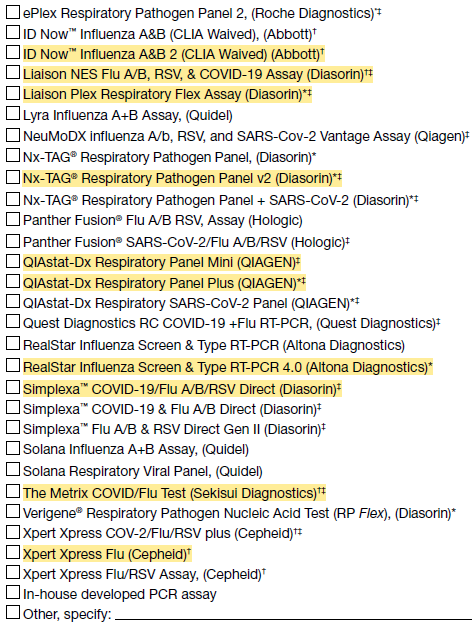 ePlex Respiratory Pathogen Panel 2, (Roche Diagnostics)*‡
ID Now™ Influenza A&B (CLIA Waived), (Abbott)†
ID Now™ Influenza A&B 2 (CLIA Waived) (Abbott)†
Liaison NES Flu A/B, RSV, & COVID-19 Assay (Diasorin)†‡
Liaison Plex Respiratory Flex Assay (Diasorin)*‡
Lyra Influenza A+B Assay, (Quidel)
NeuMoDX influenza A/b, RSV, and SARS-Cov-2 Vantage Assay (Qiagen)‡
Nx-TAG® Respiratory Pathogen Panel, (Diasorin)*
Nx-TAG® Respiratory Pathogen Panel v2 (Diasorin)*‡
Nx-TAG® Respiratory Pathogen Panel + SARS-CoV-2 (Diasorin)*‡
Panther Fusion® Flu A/B RSV, Assay (Hologic)
Panther Fusion® SARS-CoV-2/Flu A/B/RSV (Hologic)‡
QIAstat-Dx Respiratory Panel Mini (QIAGEN)‡
QIAstat-Dx Respiratory Panel Plus (QIAGEN)*‡
QIAstat-Dx Respiratory SARS-CoV-2 Panel (QIAGEN)*‡
Quest Diagnostics RC COVID-19 +Flu RT-PCR, (Quest Diagnostics)‡
RealStar Influenza Screen & Type RT-PCR (Altona Diagnostics)
RealStar Influenza Screen & Type RT-PCR 4.0 (Altona Diagnostics)*
Simplexa™ COVID-19/Flu A/B/RSV Direct (Diasorin)‡
Simplexa™ COVID-19 & Flu A/B Direct (Diasorin)‡
Simplexa™ Flu A/B & RSV Direct Gen II (Diasorin)‡
Solana Influenza A+B Assay, (Quidel)
Solana Respiratory Viral Panel, (Quidel)
The Metrix COVID/Flu Test (Sekisui Diagnostics)†‡
Verigene® Respiratory Pathogen Nucleic Acid Test (RP Flex), (Diasorin)*
Xpert Xpress COV-2/Flu/RSV plus (Cepheid)†‡
Xpert Xpress Flu (Cepheid)†
Xpert Xpress Flu/RSV Assay, (Cepheid)†
In-house developed PCR assay
Other, specify: